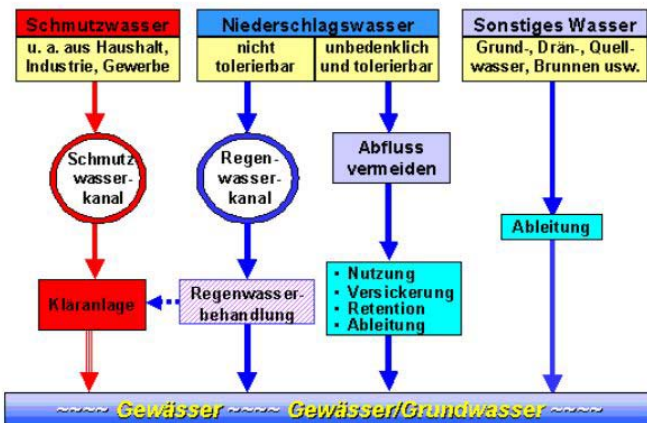 Schmutzwasser
u. a. aus Haushalt,
Industrie, Gewerbe
Niederschlagswasser
nicht
tolerierbar
unbedenklich
und tolerierbar
Sonstiges Wasser
Grund-, Drän-, Quell-
wasser, Brunnen usw.
Schmutz
wasser-
kanal
Regen-
wasser-
kanal
Abfluss
vermeiden
Ableitung
Kläranlage
Regenwasser-
behandlung
▪ Nutzung
▪ Versickerung
▪ Retention
▪ Ableitung
~~~~ Gewässer ~~~~ Gewässer/Grundwasser ~~~~